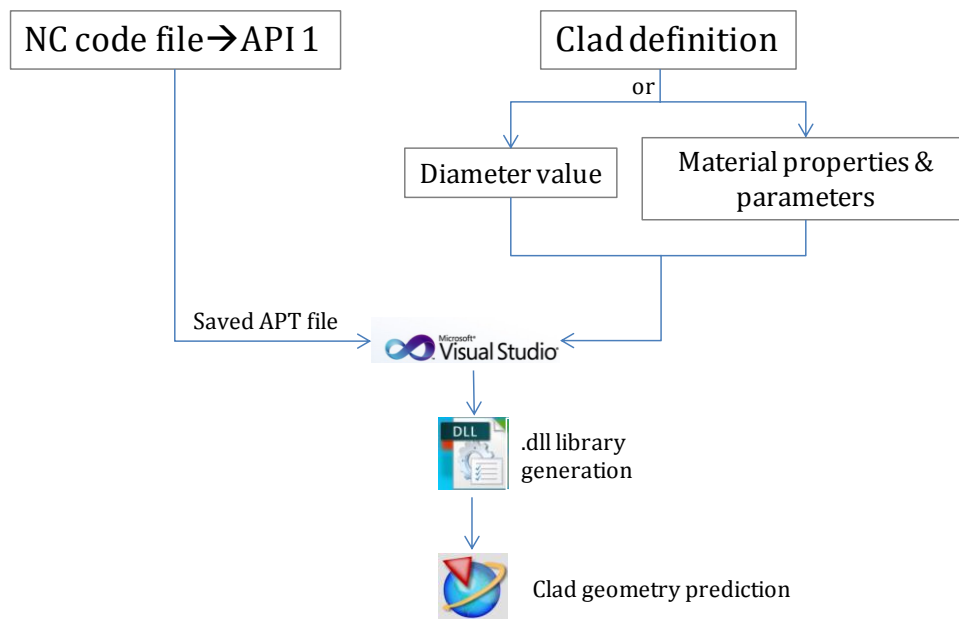 NC code file→API 1
Clad definition
or
Diameter value
Material properties &
parameters
Saved APT file
Microsoft®
Visual Studio®
DLL
.dll library
generation
Clad geometry prediction